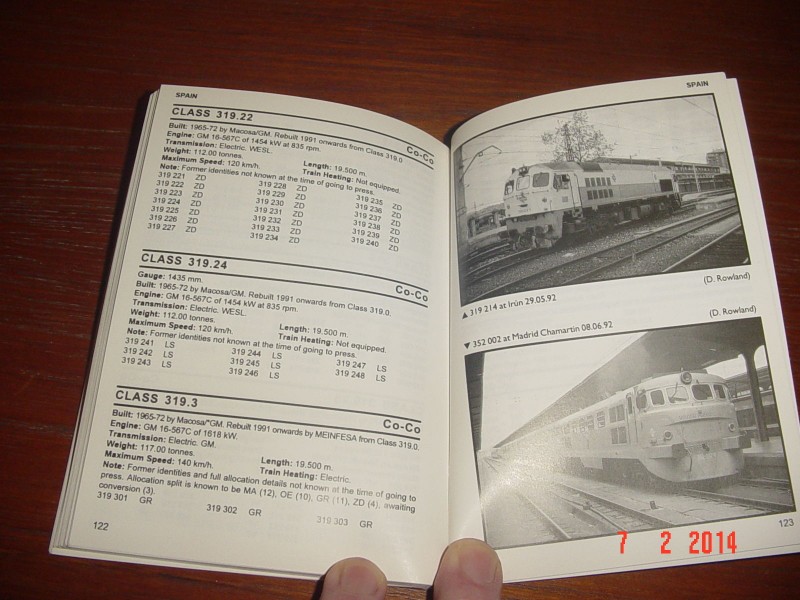 SPAIN
CLASS 319.22 Co-Co
Built: 1965-72 by Macosa/GM. Rebuilt 1991 onwards from Class 319.0
Engine: GM 16-567C of 1454 kW at 835 rpm.
Transmission: Electric. WESL.
Weight: 112.00 tonnes. Length: 19.500 m.
Maximum Speed: 120 km/h. Train Heating: Not equipped.
Note: Former identities not known at the time of going to press.
319 221 ZD 319 228 ZD 319 235 ZD
319 222 ZD 319 229 ZD 319 236 ZD
319 223 ZD 319 230 ZD 319 237 ZD
319 224 ZD 319 231 ZD 319 238 ZD
319 225 ZD 319 232 ZD 319 239 ZD
319 226 ZD 319 233 ZD 319 240 ZD
319 227 ZD 319 234 ZD
CLASS 319.24 Co-Co
Gauge: 1435 mm.
Built: 1965-72 by Macosa/GM. Rebuilt 1991 onwards from Class 319.0.
Engine: GM 16-567C of 1454 kW at 835 rpm.
Transmission: Electric. WESL.
Weight: 112.00 tonnes. Length: 19.500 m.
Maximum Speed: 120 km/h. Train Heating: Not equipped.
Note: Former identities not known at the time of going to press.
319 241 LS 319 244 LS 319 247 LS
319 242 LS 319 245 LS 319 248 LS
319 243 LS 319 246 LS
CLASS 319.3 Co-Co
Built: 1965-72 by Macosa/"GM. Rebuilt 1991 onwards by MEINFESA from Class 319.0.
Engine: GM 16-567C of 1618 kW.
Transmission: Electric. GM.
Weight: 117.00 tonnes. Length: 19.500 m.
Maximum Speed: 140 km/h. Train Heating: Electric.
Note: Former identities and full allocation details not known at the time of going to
press. Allocation split is known to be MA (12), OE (10), GR (11), ZD (4), awaiting
conversion (3).
319 301 GR 319 302 GR 319 303 GR
122
SPAIN
▲ 319 214 at Irún 29.05.92 (D. Rowland)
▼ 352 002 at Madrid Chamartín 08.06.92 (D. Rowland)
123
7 2 2014